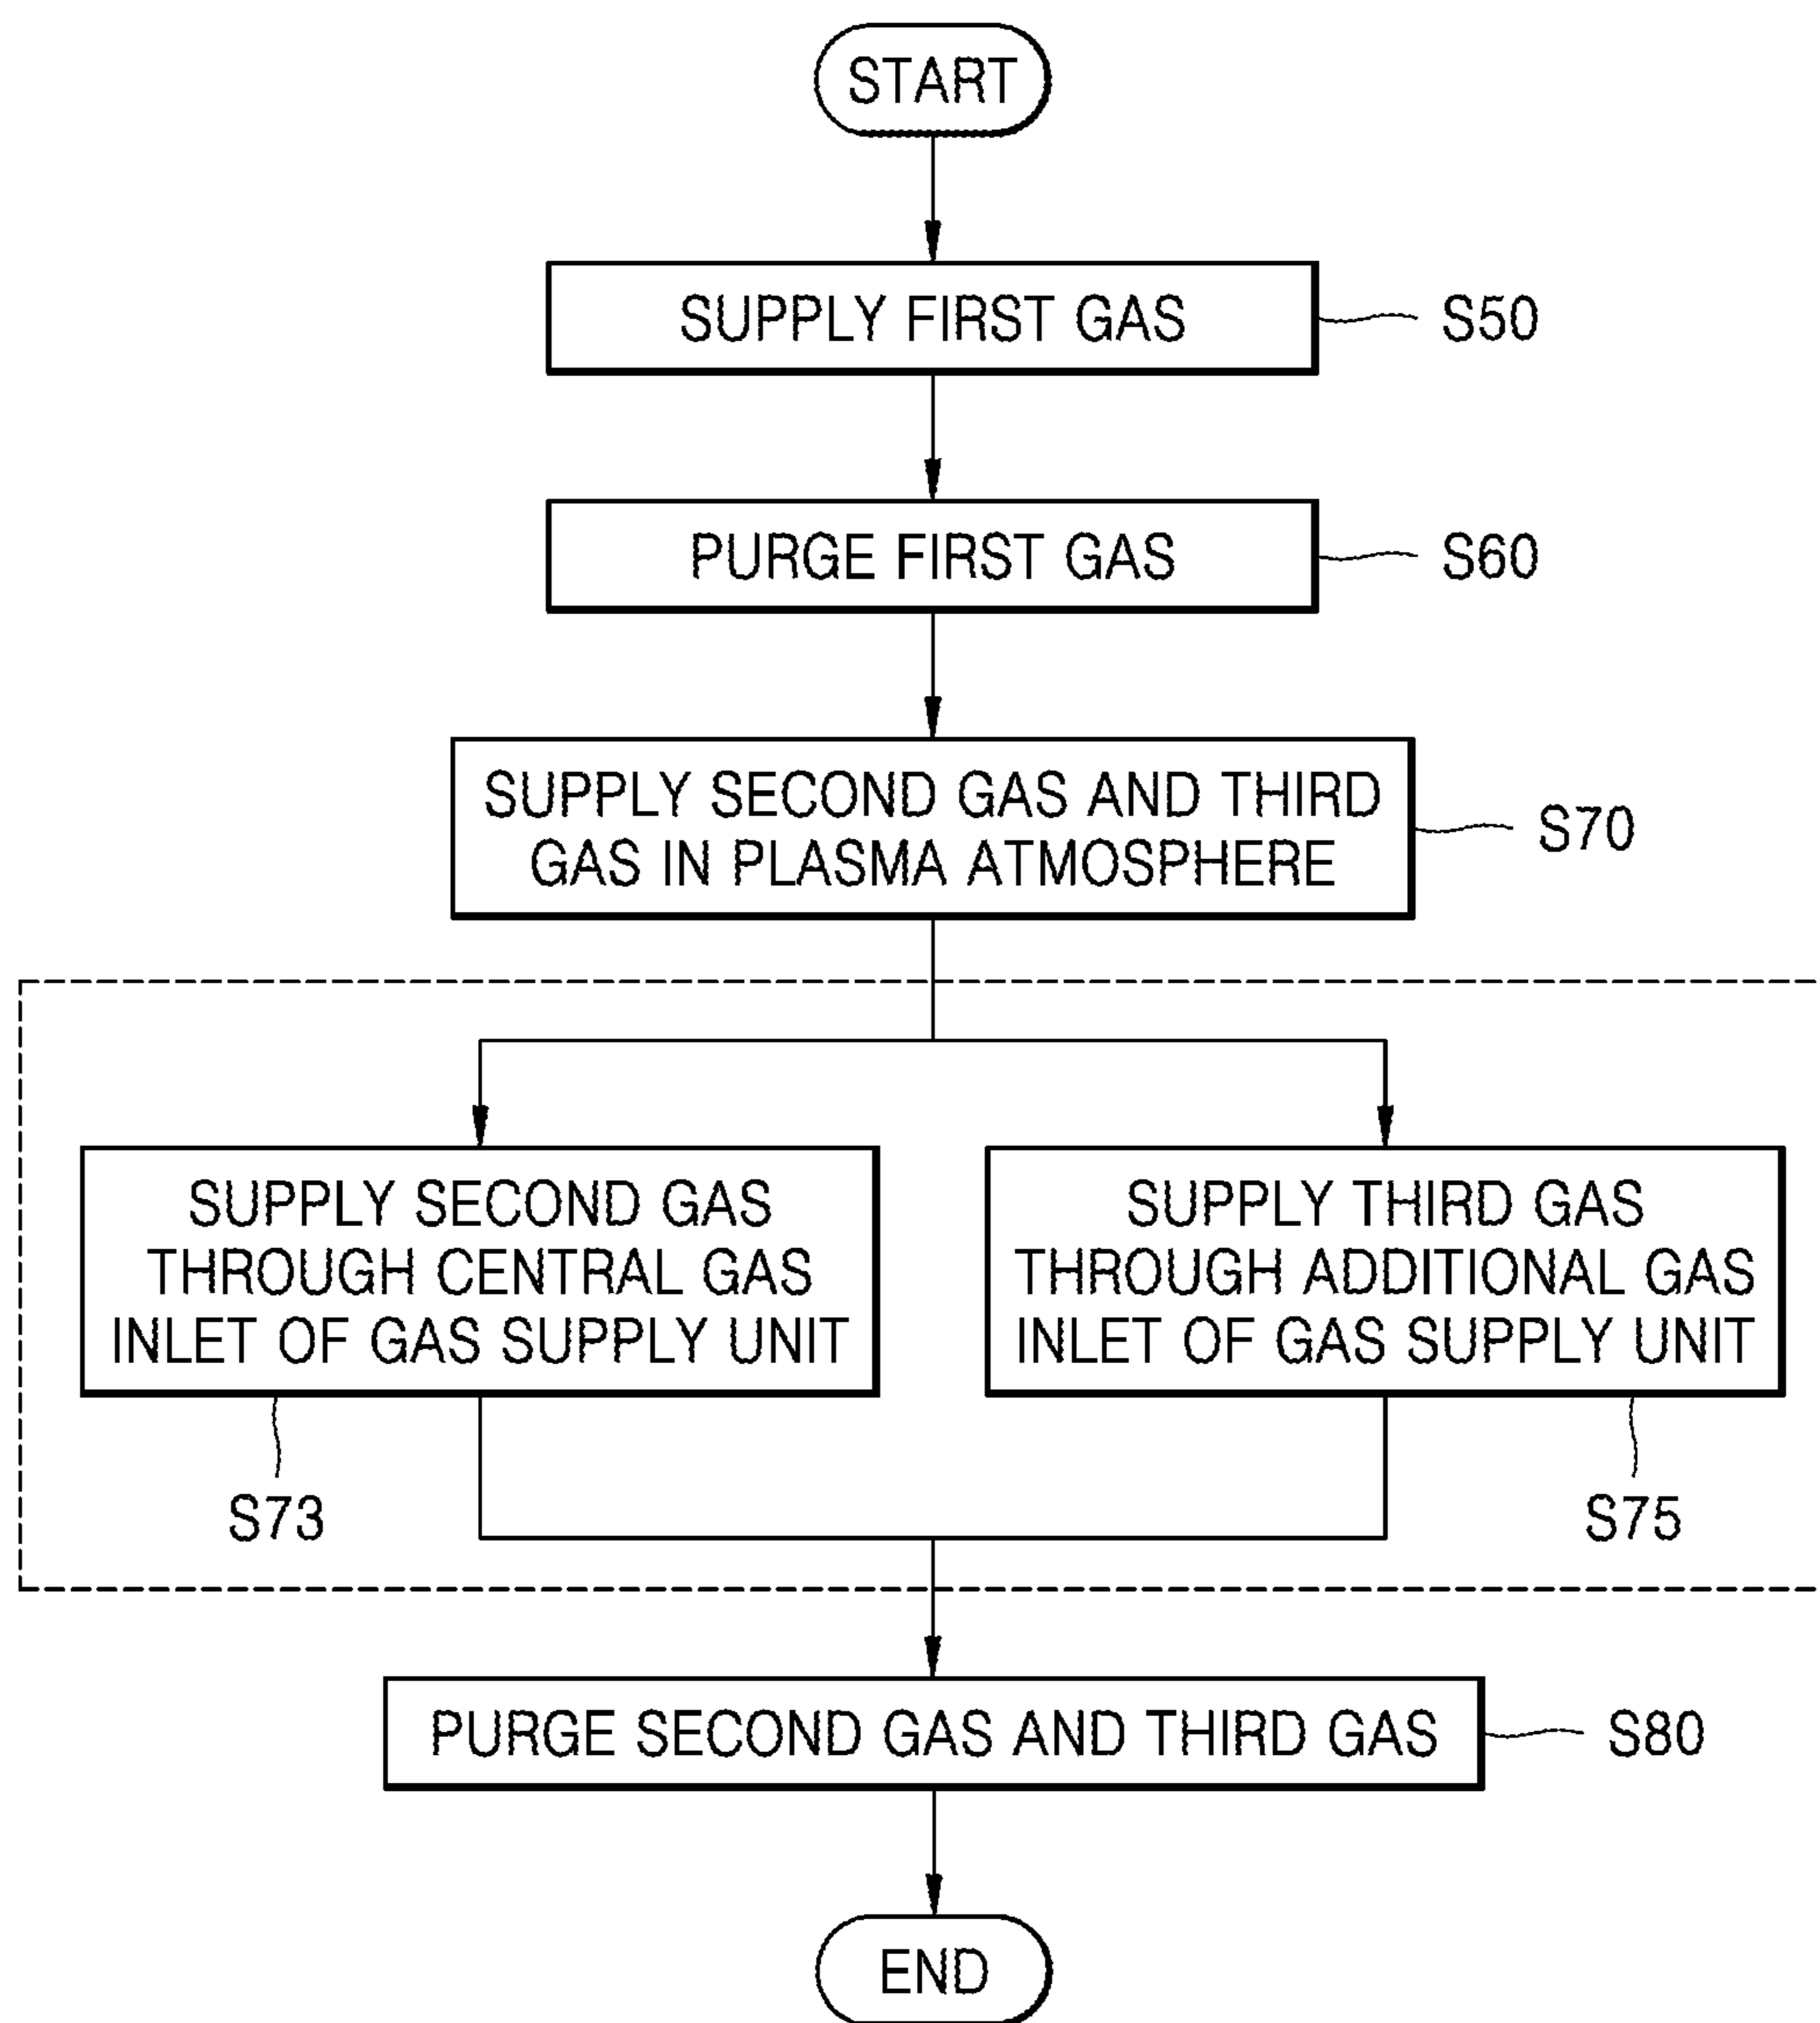 START
SUPPLY FIRST GAS
S50
PURGE FIRST GAS
S60
SUPPLY SECOND GAS AND THIRD
GAS IN PLASMA ATMOSPHERE
S70
SUPPLY SECOND GAS
THROUGH CENTRAL GAS
INLET OF GAS SUPPLY UNIT
S73
SUPPLY THIRD GAS
THROUGH ADDITIONAL GAS
INLET OF GAS SUPPLY UNIT
S75
PURGE SECOND GAS AND THIRD GAS
S80
END